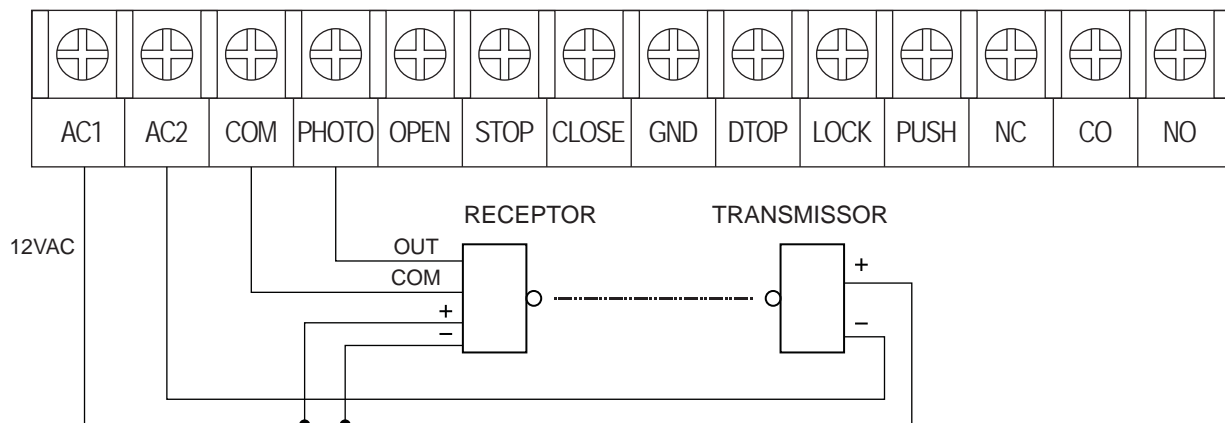 AC1 AC2 COM PHOTO OPEN STOP CLOSE GND DTOP LOCK PUSH NC CO NO
RECEPTOR TRANSMISSOR
12VAC
OUT
COM
+
−
+
−